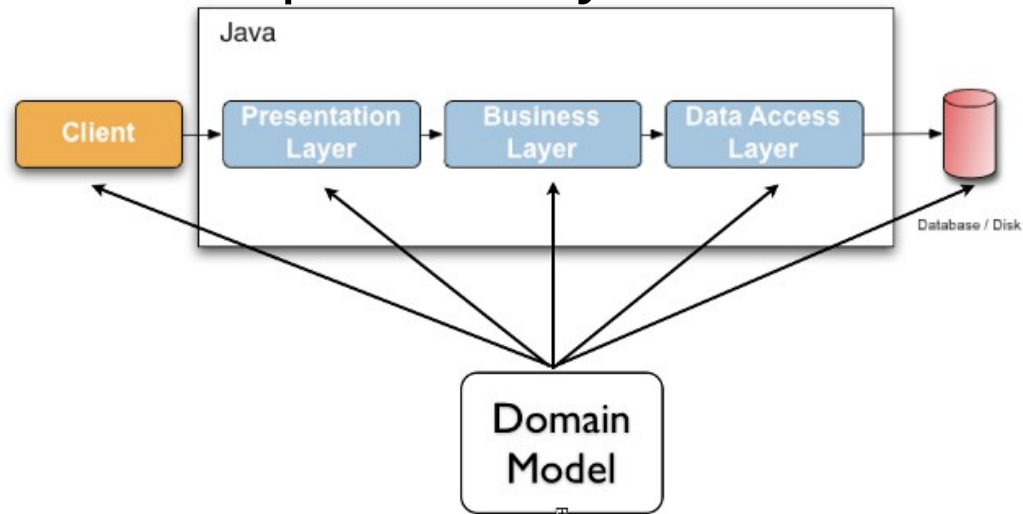 Java
Client
Presentation
Layer
Business
Layer
Data Access
Layer
Database / Disk
Domain
Model